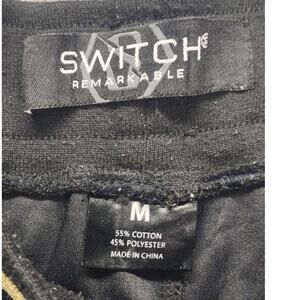 SWITCH
REMARKABLE
M
55% COTTON
45% POLYESTER
MADE IN CHINA